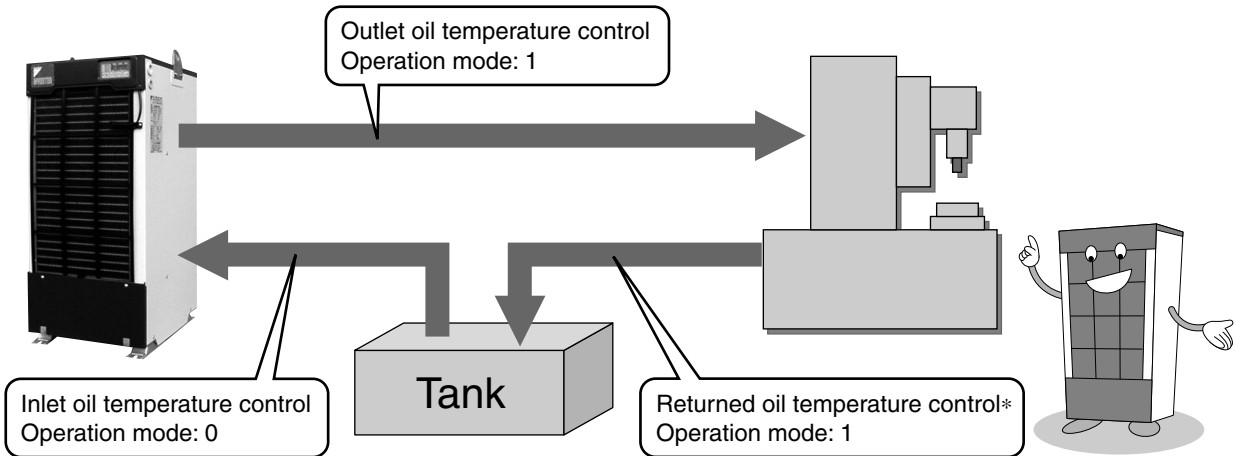 Outlet oil temperature control
Operation mode: 1
Inlet oil temperature control
Operation mode: 0
Tank
Returned oil temperature control*
Operation mode: 1